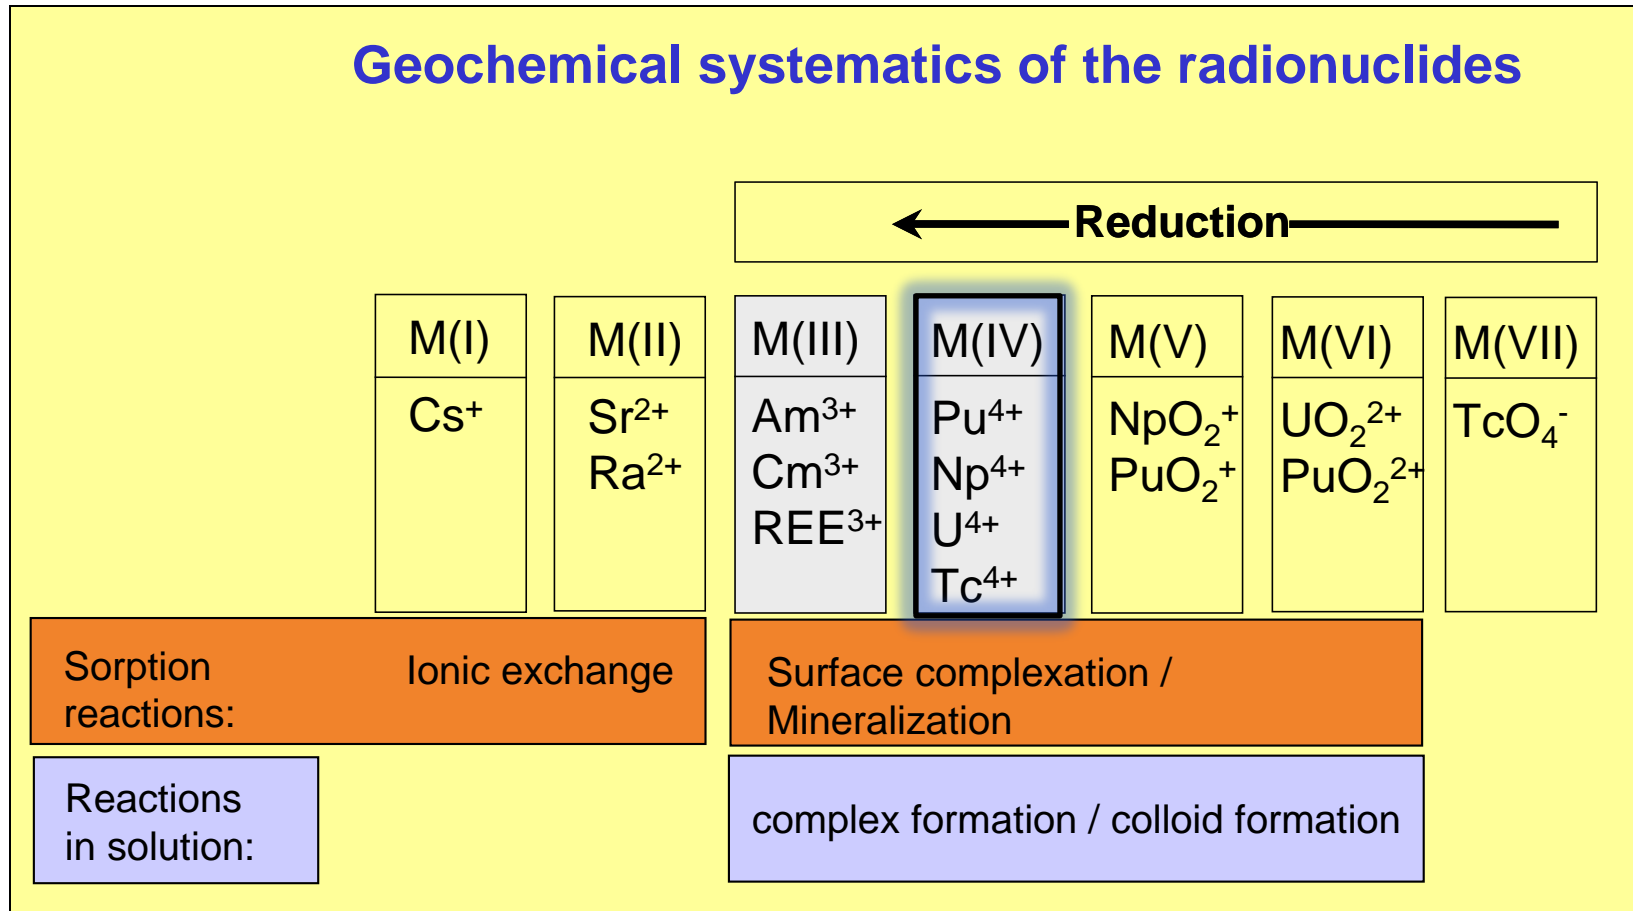 Geochemical systematics of the radionuclides
Reduction
M(I) M(II) M(III) M(IV) M(V) M(VI) M(VII)
Cs⁺ Sr²⁺ Am³⁺ Pu⁴⁺ NpO₂⁺ UO₂²⁺ TcO₄⁻
Ra²⁺ Cm³⁺ Np⁴⁺ PuO₂⁺ PuO₂²⁺
REE³⁺ U⁴⁺
Tc⁴⁺
Sorption
reactions:
Ionic exchange
Surface complexation /
Mineralization
Reactions
in solution:
complex formation / colloid formation